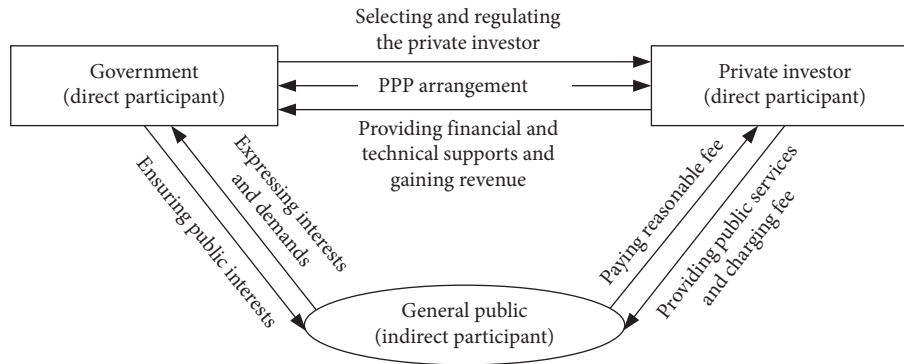 Selecting and regulating
the private investor
Government
(direct participant)
PPP arrangement
Private investor
(direct participant)
Providing financial and
technical supports and
gaining revenue
Ensuring public interests
Expressing interests
and demands
Paying reasonable fee
Providing public services
and charging fee
General public
(indirect participant)